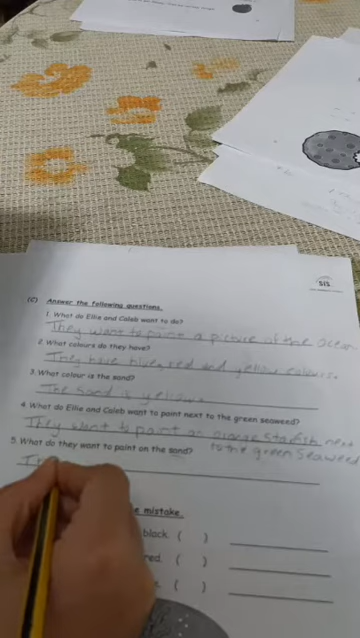 SIS
(C) Answer the following questions.
1. What do Ellie and Caleb want to do?
They want to paint a picture of the ocean
2. What colours do they have?
They have blue, red and yellow colours.
3. What colour is the sand?
The sand is yellow.
4. What do Ellie and Caleb want to paint next to the green seaweed?
They want to paint an orange starfish next
to the green seaweed
5. What do they want to paint on the sand?
e mistake.
black. ( )
red. ( )
( )